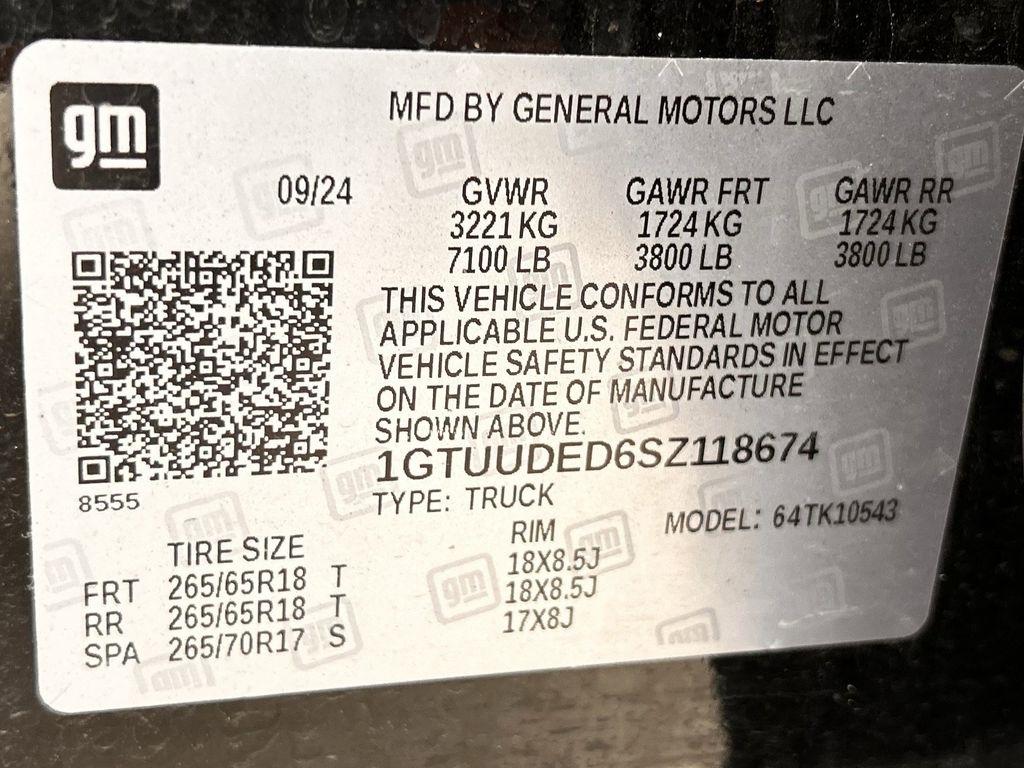 gm
MFD BY GENERAL MOTORS LLC
09/24 GVWR GAWR FRT GAWR RR
3221 KG 1724 KG 1724 KG
7100 LB 3800 LB 3800 LB
THIS VEHICLE CONFORMS TO ALL
APPLICABLE U.S. FEDERAL MOTOR
VEHICLE SAFETY STANDARDS IN EFFECT
ON THE DATE OF MANUFACTURE
SHOWN ABOVE.
1GTUUDED6SZ118674
8555
TYPE: TRUCK
MODEL: 64TK10543
TIRE SIZE RIM
FRT 265/65R18 T 18X8.5J
RR 265/65R18 T 18X8.5J
SPA 265/70R17 S 17X8J